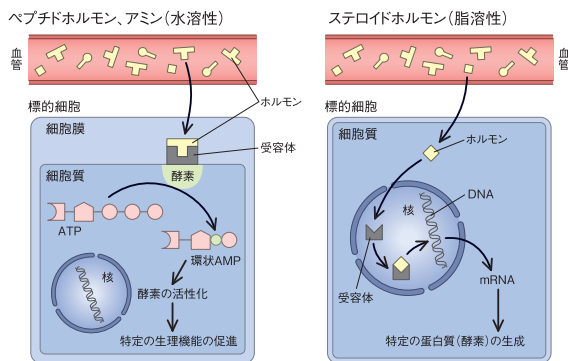 ペプチドホルモン、アミン（水溶性）
血管
ホルモン
標的細胞
細胞膜
受容体
酵素
細胞質
ATP
環状AMP
核
酵素の活性化
特定の生理機能の促進
ステロイドホルモン（脂溶性）
血管
標的細胞
細胞質
ホルモン
DNA
核
受容体
mRNA
特定の蛋白質（酵素）の生成